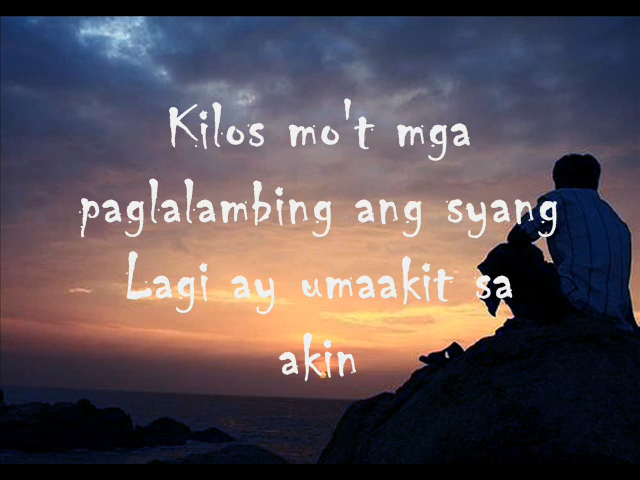 Kilos mo't mga
paglalambing ang syang
Lagi ay umaakit sa
akin